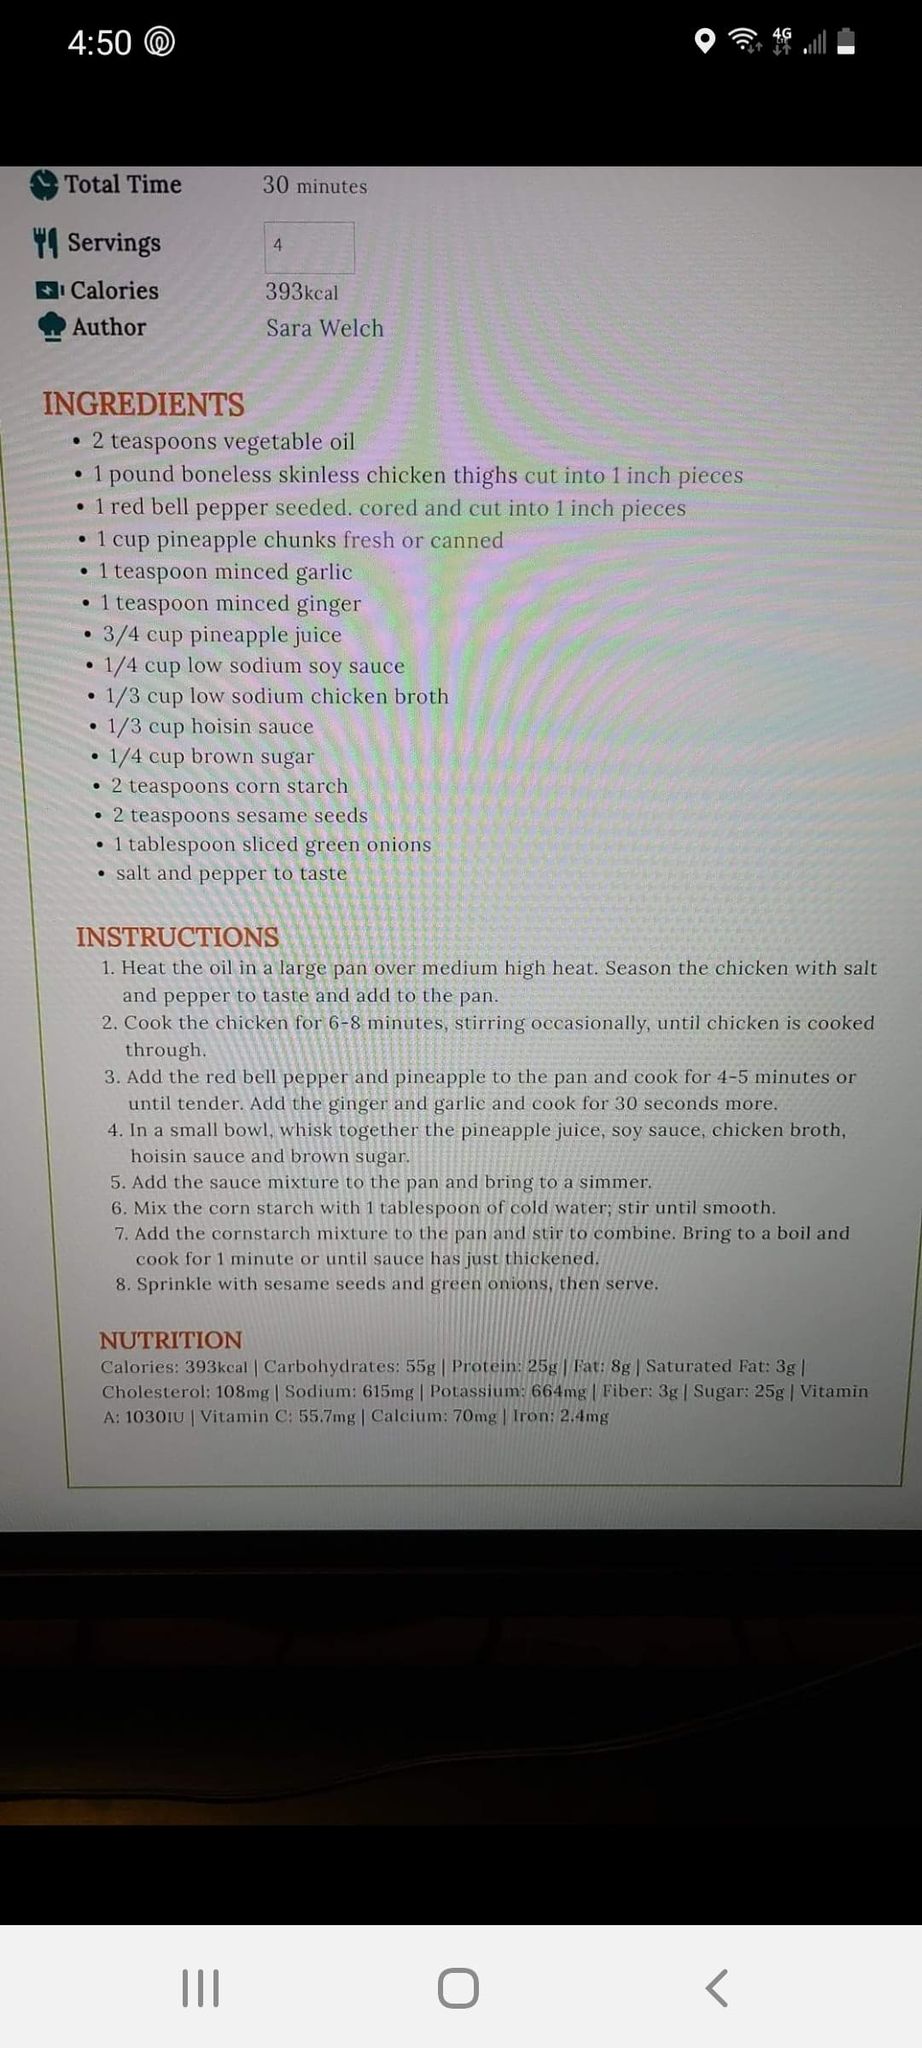 4:50
4G
Total Time 30 minutes
Servings 4
Calories 393kcal
Author Sara Welch
INGREDIENTS
• 2 teaspoons vegetable oil
• 1 pound boneless skinless chicken thighs cut into 1 inch pieces
• 1 red bell pepper seeded. cored and cut into 1 inch pieces
• 1 cup pineapple chunks fresh or canned
• 1 teaspoon minced garlic
• 1 teaspoon minced ginger
• 3/4 cup pineapple juice
• 1/4 cup low sodium soy sauce
• 1/3 cup low sodium chicken broth
• 1/3 cup hoisin sauce
• 1/4 cup brown sugar
• 2 teaspoons corn starch
• 2 teaspoons sesame seeds
• 1 tablespoon sliced green onions
• salt and pepper to taste
INSTRUCTIONS
1. Heat the oil in a large pan over medium high heat. Season the chicken with salt
and pepper to taste and add to the pan.
2. Cook the chicken for 6-8 minutes, stirring occasionally, until chicken is cooked
through.
3. Add the red bell pepper and pineapple to the pan and cook for 4-5 minutes or
until tender. Add the ginger and garlic and cook for 30 seconds more.
4. In a small bowl, whisk together the pineapple juice, soy sauce, chicken broth,
hoisin sauce and brown sugar.
5. Add the sauce mixture to the pan and bring to a simmer.
6. Mix the corn starch with 1 tablespoon of cold water; stir until smooth.
7. Add the cornstarch mixture to the pan and stir to combine. Bring to a boil and
cook for 1 minute or until sauce has just thickened.
8. Sprinkle with sesame seeds and green onions, then serve.
NUTRITION
Calories: 393kcal | Carbohydrates: 55g | Protein: 25g | Fat: 8g | Saturated Fat: 3g |
Cholesterol: 108mg | Sodium: 615mg | Potassium: 664mg | Fiber: 3g | Sugar: 25g | Vitamin
A: 1030IU | Vitamin C: 55.7mg | Calcium: 70mg | Iron: 2.4mg